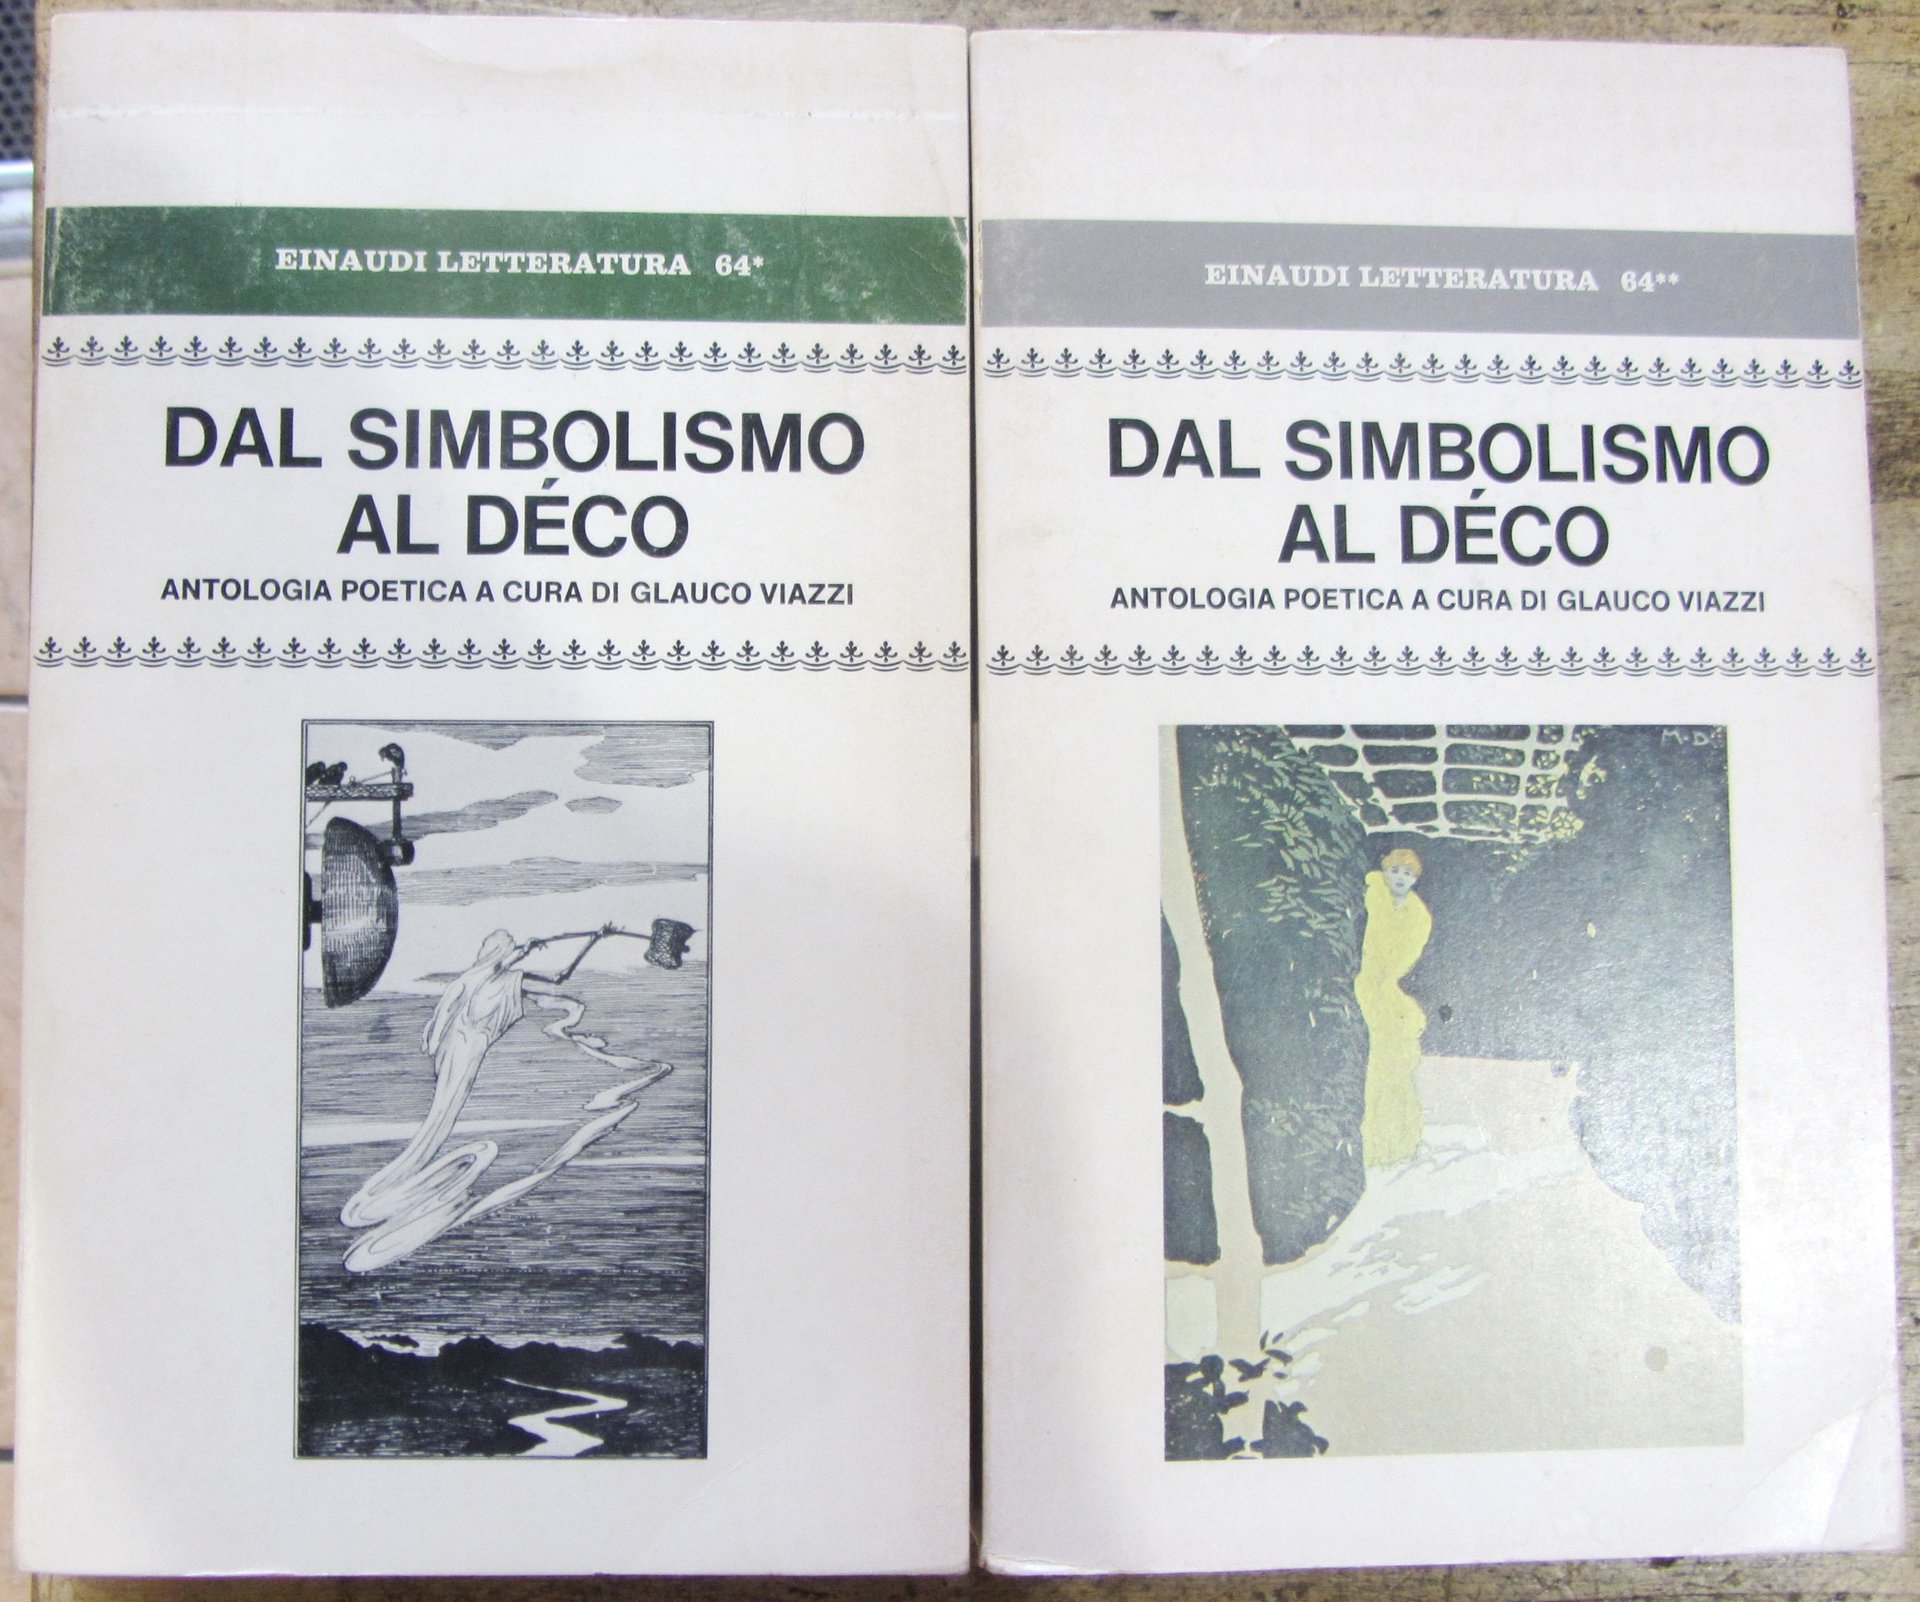 EINAUDI LETTERATURA 64*
DAL SIMBOLISMO
AL DÉCO
ANTOLOGIA POETICA A CURA DI GLAUCO VIAZZI
EINAUDI LETTERATURA 64**
DAL SIMBOLISMO
AL DÉCO
ANTOLOGIA POETICA A CURA DI GLAUCO VIAZZI
M·D·